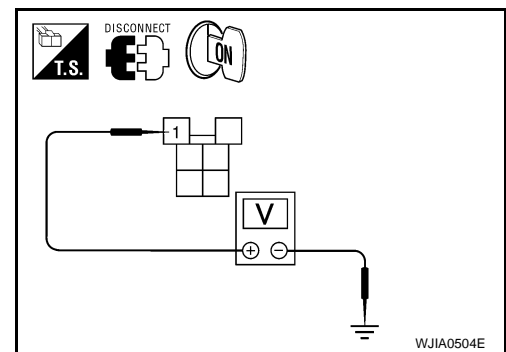 DISCONNECT
T.S.
ON
1
V
+ −
WJIA0504E